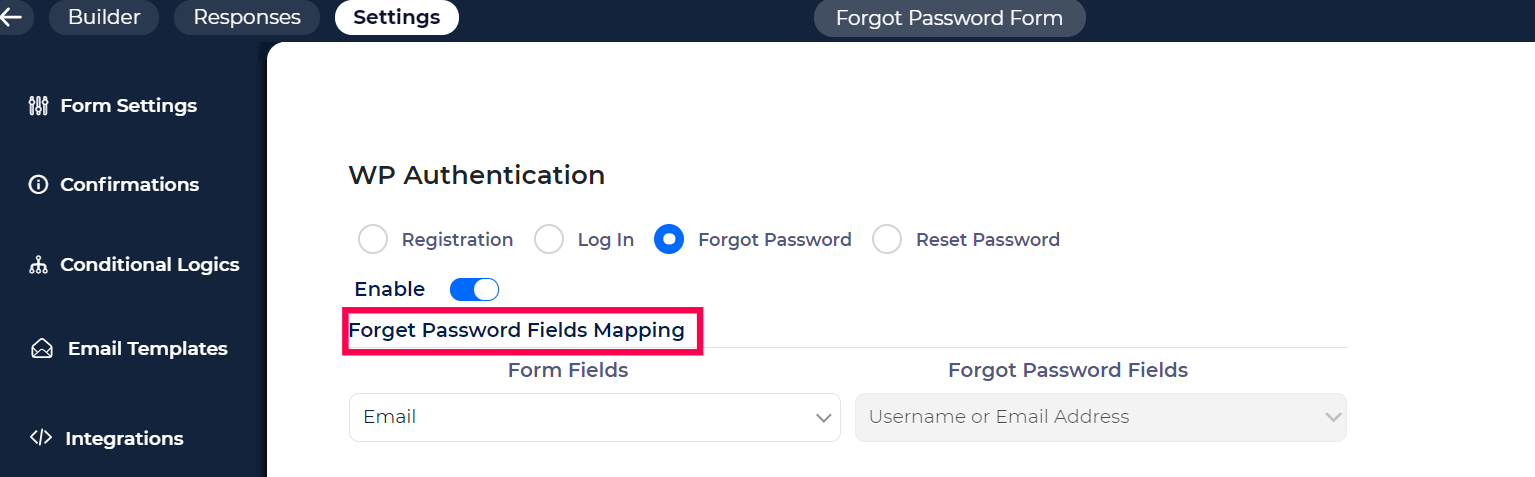 Builder Responses Settings Forgot Password Form
Form Settings
Confirmations
Conditional Logics
Email Templates
Integrations
WP Authentication
Registration Log In Forgot Password Reset Password
Enable
Forget Password Fields Mapping
Form Fields Forgot Password Fields
Email Username or Email Address